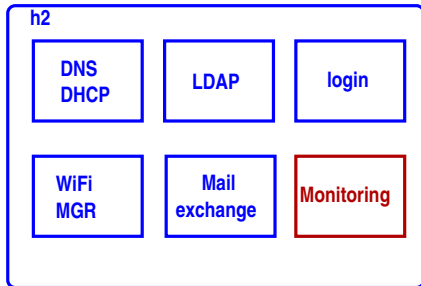 h2
DNS
DHCP
LDAP
login
WiFi
MGR
Mail
exchange
Monitoring